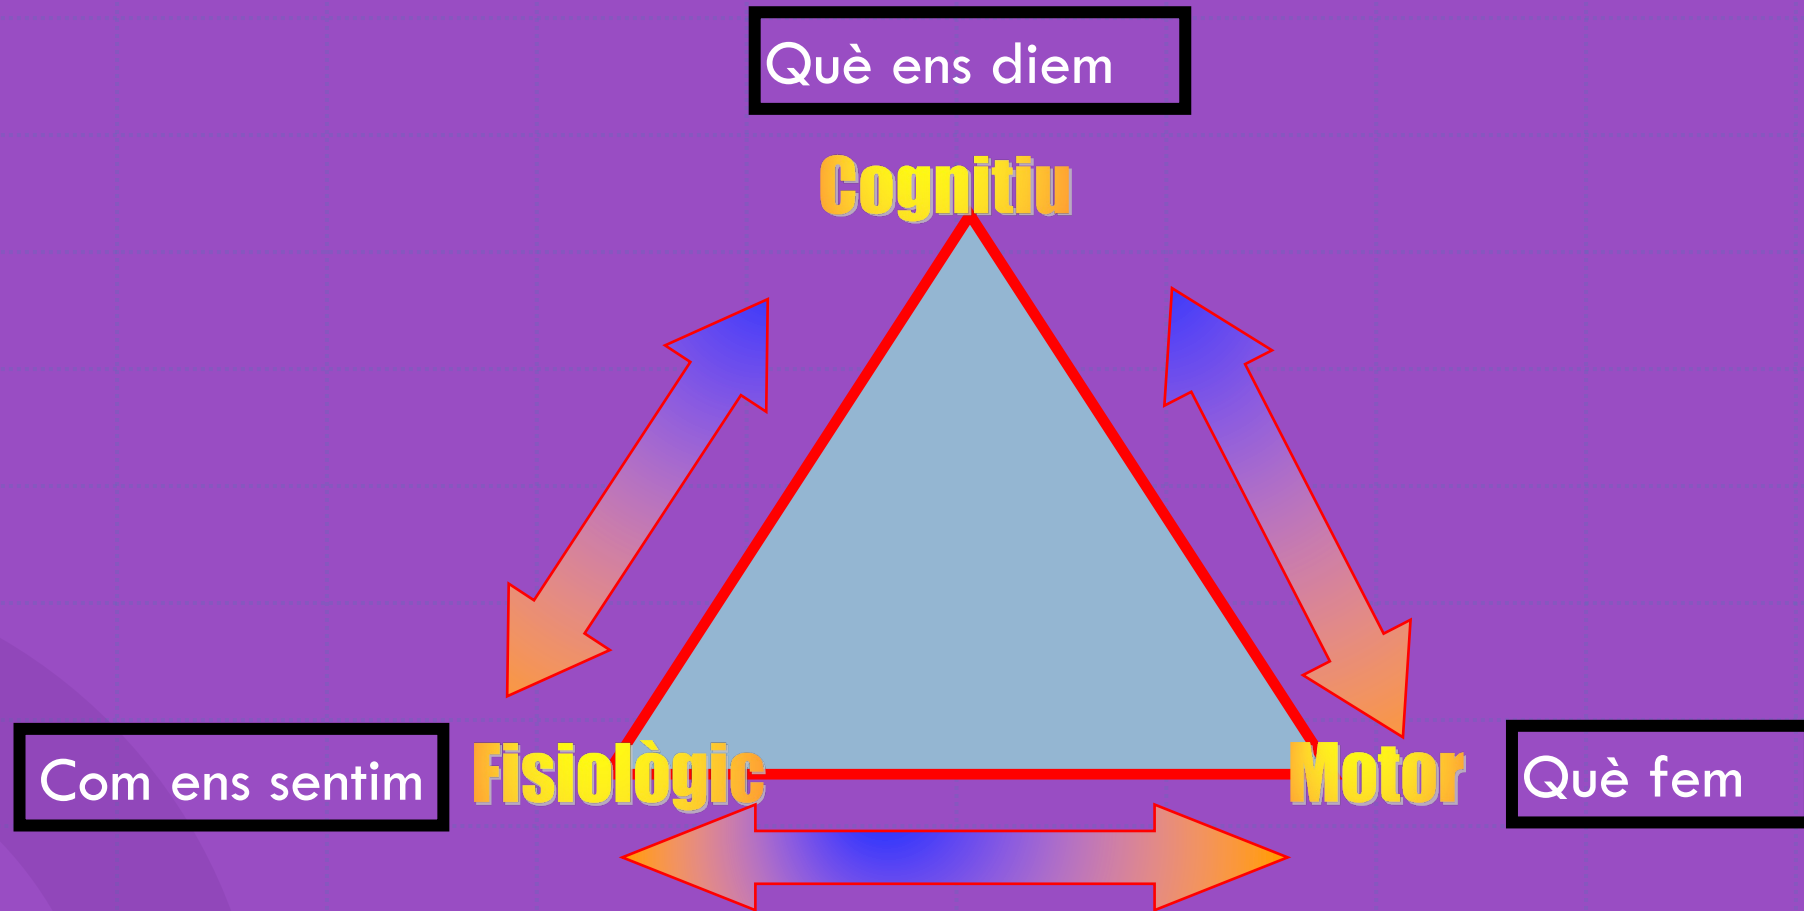 Què ens diem
Cognitiu
Com ens sentim
Fisiològic
Motor
Què fem